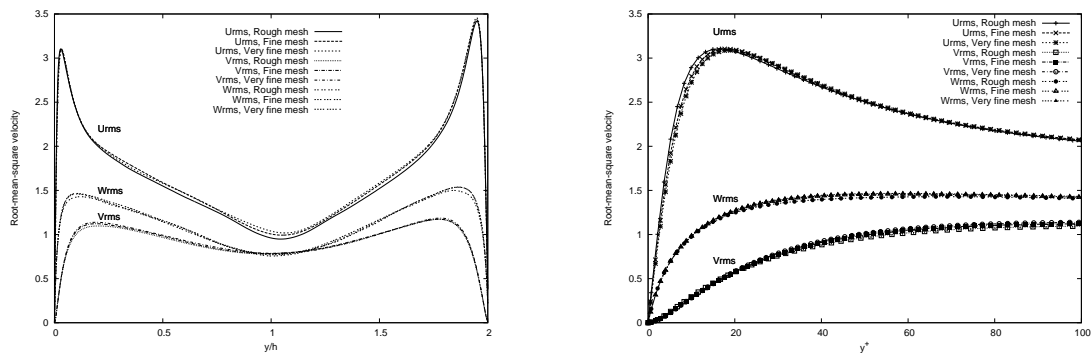 3.5
3
2.5
2
1.5
1
0.5
0
Root-mean-square velocity
Urms, Rough mesh
Urms, Fine mesh
Urms, Very fine mesh
Vrms, Rough mesh
Vrms, Fine mesh
Vrms, Very fine mesh
Wrms, Rough mesh
Wrms, Fine mesh
Wrms, Very fine mesh
Urms
Wrms
Vrms
0 0.5 1 1.5 2
y/h
3.5
3
2.5
2
1.5
1
0.5
0
Root-mean-square velocity
Urms, Rough mesh
Urms, Fine mesh
Urms, Very fine mesh
Vrms, Rough mesh
Vrms, Fine mesh
Vrms, Very fine mesh
Wrms, Rough mesh
Wrms, Fine mesh
Wrms, Very fine mesh
Urms
Wrms
Vrms
0 20 40 60 80 100
y+